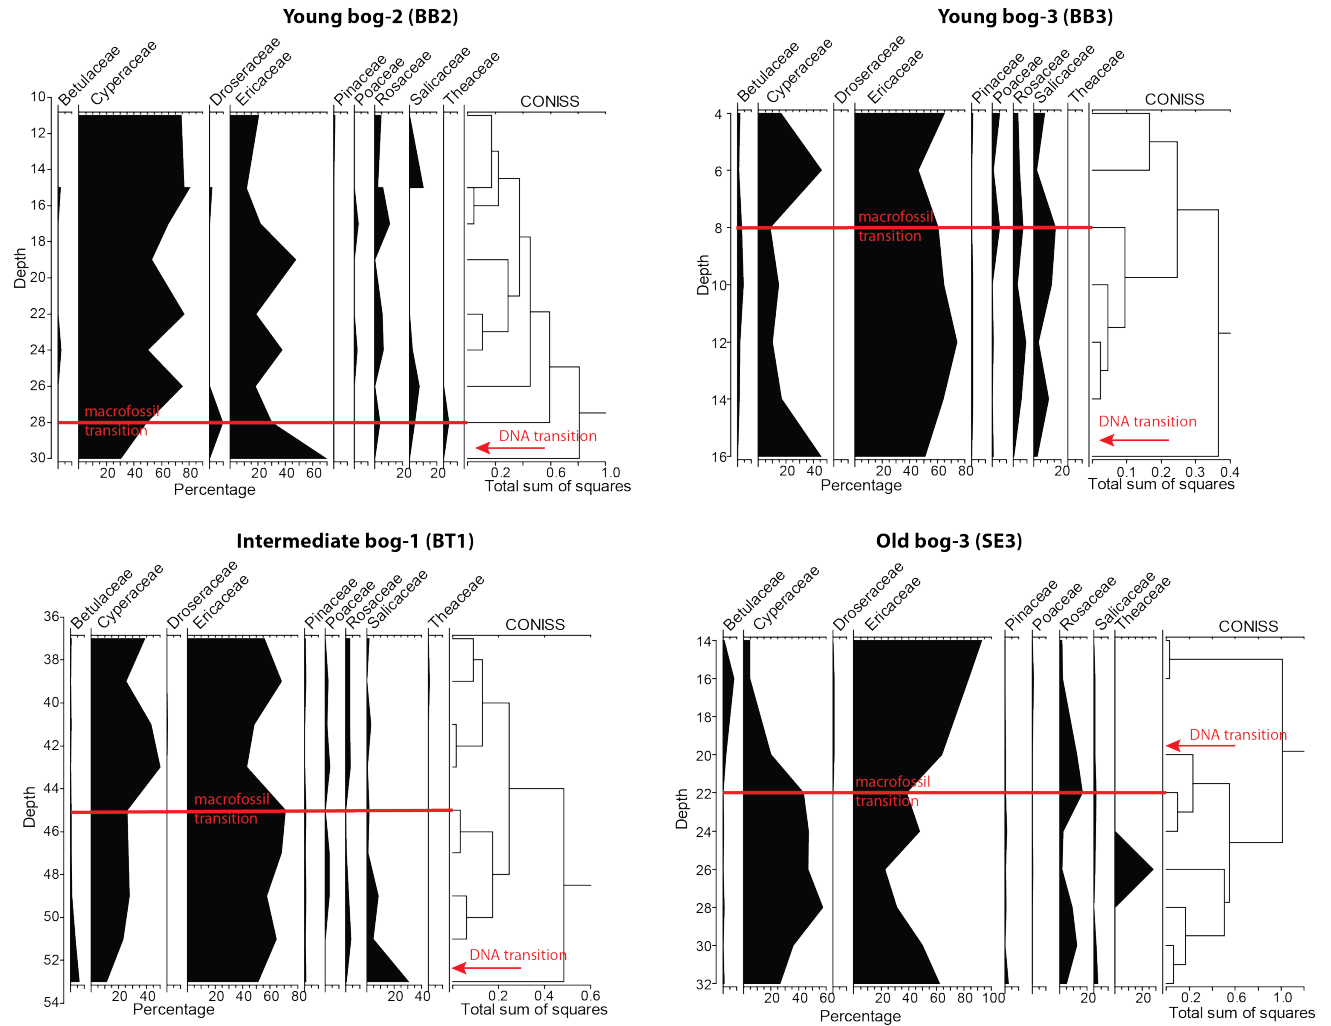 Young bog-2 (BB2)
Betulaceae
Cyperaceae
Droseraceae
Ericaceae
Pinaceae
Poaceae
Rosaceae
Salicaceae
Theaceae
CONISS
Depth
10
12
14
16
18
20
22
24
26
28
30
macrofossil
transition
DNA transition
20 40 60 80 20 40 60 20 20 0.2 0.6 1.0
Percentage
Total sum of squares
Young bog-3 (BB3)
Betulaceae
Cyperaceae
Droseraceae
Ericaceae
Pinaceae
Poaceae
Rosaceae
Salicaceae
Theaceae
CONISS
Depth
4
6
8
10
12
14
16
macrofossil
transition
DNA transition
20 40 20 40 60 80 20 0.1 0.2 0.3 0.4
Percentage
Total sum of squares
Intermediate bog-1 (BT1)
Betulaceae
Cyperaceae
Droseraceae
Ericaceae
Pinaceae
Poaceae
Rosaceae
Salicaceae
Theaceae
CONISS
Depth
36
38
40
42
44
46
48
50
52
54
macrofossil
transition
DNA transition
20 40 20 40 60 80 20 40 0.2 0.4 0.6
Percentage
Total sum of squares
Old bog-3 (SE3)
Betulaceae
Cyperaceae
Droseraceae
Ericaceae
Pinaceae
Poaceae
Rosaceae
Salicaceae
Theaceae
CONISS
Depth
14
16
18
20
22
24
26
28
30
32
DNA transition
macrofossil
transition
20 40 60 20 40 60 80 100 20 20 0.2 0.6 1.0
Percentage
Total sum of squares